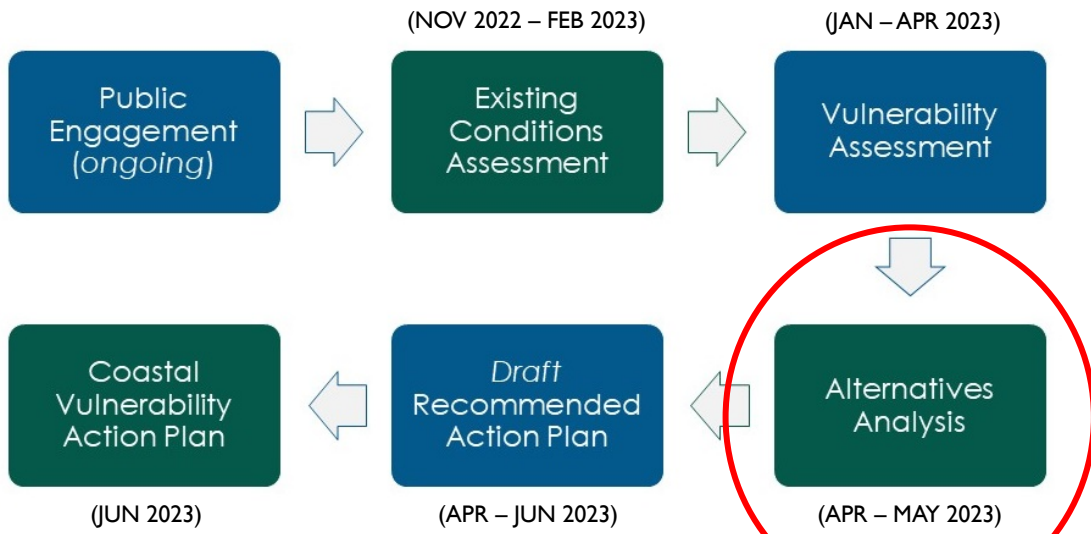 (NOV 2022 – FEB 2023)
(JAN – APR 2023)
Public
Engagement
(ongoing)
Existing
Conditions
Assessment
Vulnerability
Assessment
Alternatives
Analysis
(APR – MAY 2023)
Draft
Recommended
Action Plan
(APR – JUN 2023)
Coastal
Vulnerability
Action Plan
(JUN 2023)